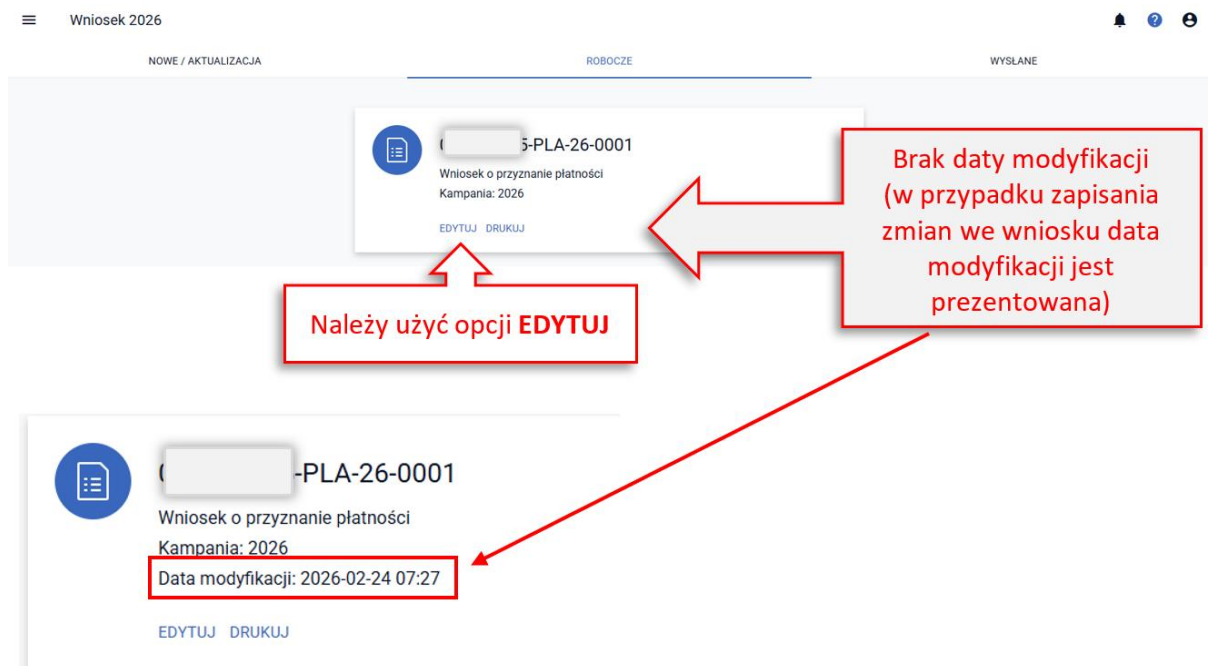 Wniosek 2026
NOWE / AKTUALIZACJA
ROBOCZE
WYSŁANE
5-PLA-26-0001
Wniosek o przyznanie płatności
Kampania: 2026
EDYTUJ DRUKUJ
Brak daty modyfikacji
(w przypadku zapisania
zmian we wniosku data
modyfikacji jest
prezentowana)
Należy użyć opcji EDYTUJ
-PLA-26-0001
Wniosek o przyznanie płatności
Kampania: 2026
Data modyfikacji: 2026-02-24 07:27
EDYTUJ DRUKUJ